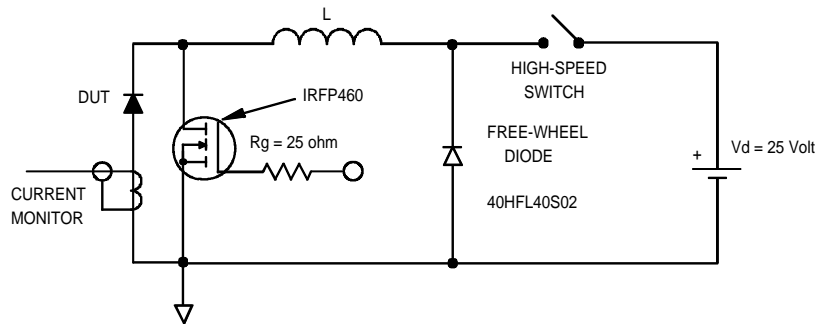 L
HIGH-SPEED
SWITCH
DUT
IRFP460
Rg = 25 ohm
FREE-WHEEL
DIODE
+
Vd = 25 Volt
CURRENT
MONITOR
40HFL40S02